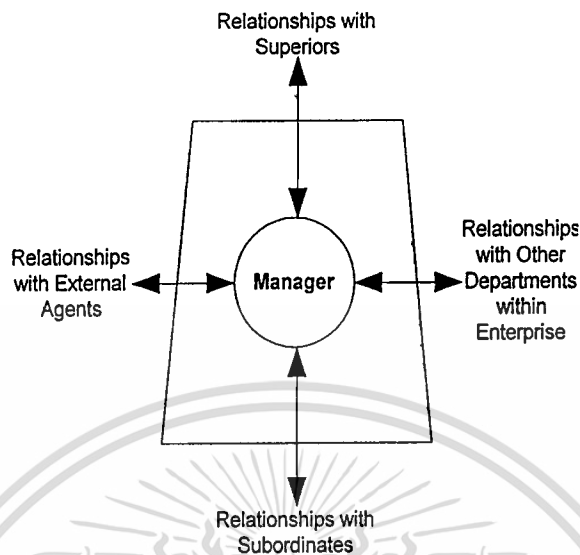 Relationships with
Superiors
Relationships
with External
Agents
Manager
Relationships
with Other
Departments
within
Enterprise
Relationships with
Subordinates